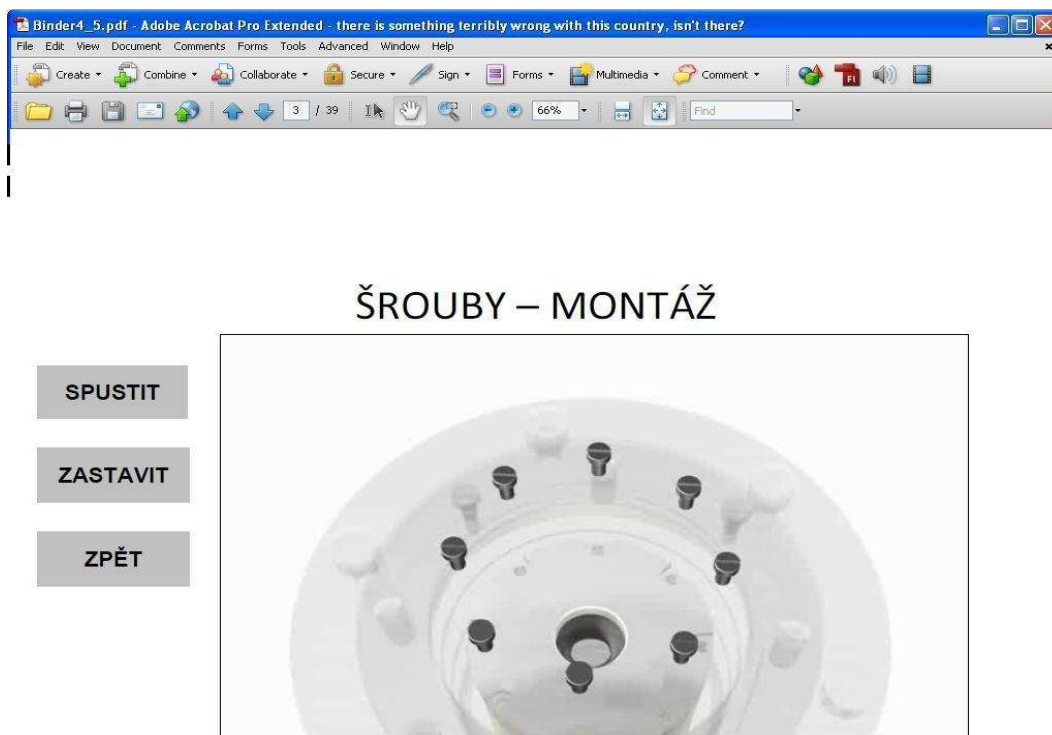 Binder4_5.pdf - Adobe Acrobat Pro Extended - there is something terribly wrong with this country, isn't there?
File Edit View Document Comments Forms Tools Advanced Window Help
Create Combine Collaborate Secure Sign Forms Multimedia Comment
3 / 39 66% Find
ŠROUBY – MONTÁŽ
SPUSTIT
ZASTAVIT
ZPĚT